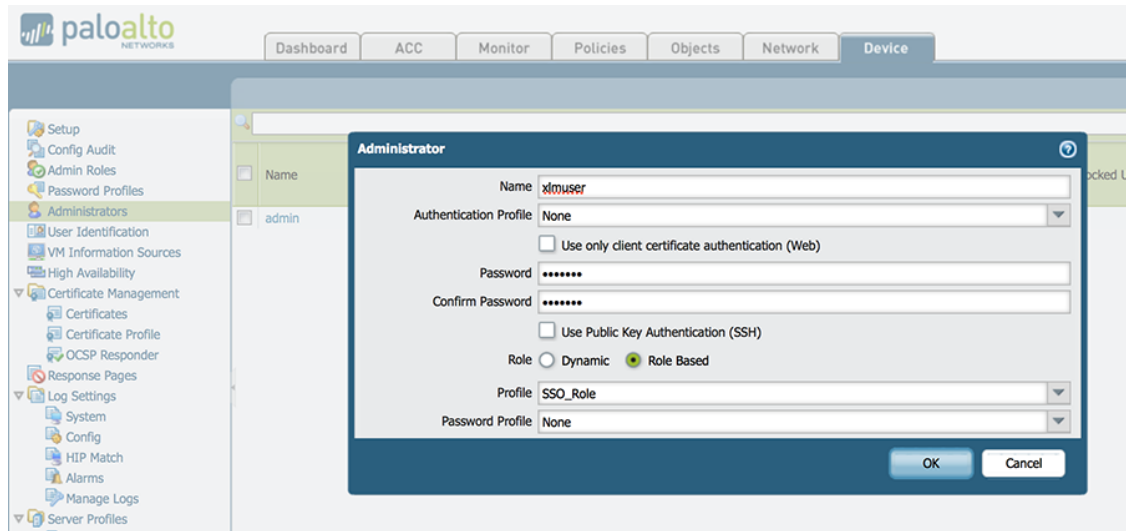 paloalto
NETWORKS
Dashboard ACC Monitor Policies Objects Network Device
Setup
Config Audit
Admin Roles
Password Profiles
Administrators
User Identification
VM Information Sources
High Availability
Certificate Management
Certificates
Certificate Profile
OCSP Responder
Response Pages
Log Settings
System
Config
HIP Match
Alarms
Manage Logs
Server Profiles
Name
admin
Administrator
Name xlmuser
Authentication Profile None
Use only client certificate authentication (Web)
Password •••••••
Confirm Password •••••••
Use Public Key Authentication (SSH)
Role Dynamic Role Based
Profile SSO_Role
Password Profile None
OK Cancel